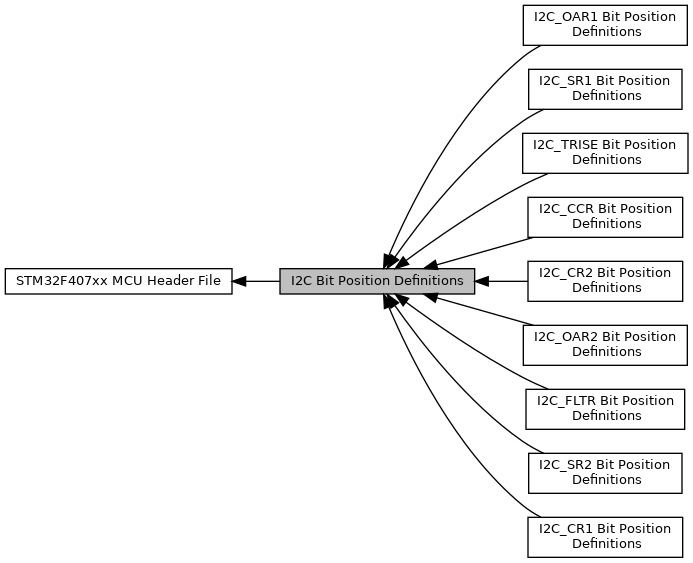 STM32F407xx MCU Header File
I2C Bit Position Definitions
I2C_OAR1 Bit Position
Definitions
I2C_SR1 Bit Position
Definitions
I2C_TRISE Bit Position
Definitions
I2C_CCR Bit Position
Definitions
I2C_CR2 Bit Position
Definitions
I2C_OAR2 Bit Position
Definitions
I2C_FLTR Bit Position
Definitions
I2C_SR2 Bit Position
Definitions
I2C_CR1 Bit Position
Definitions